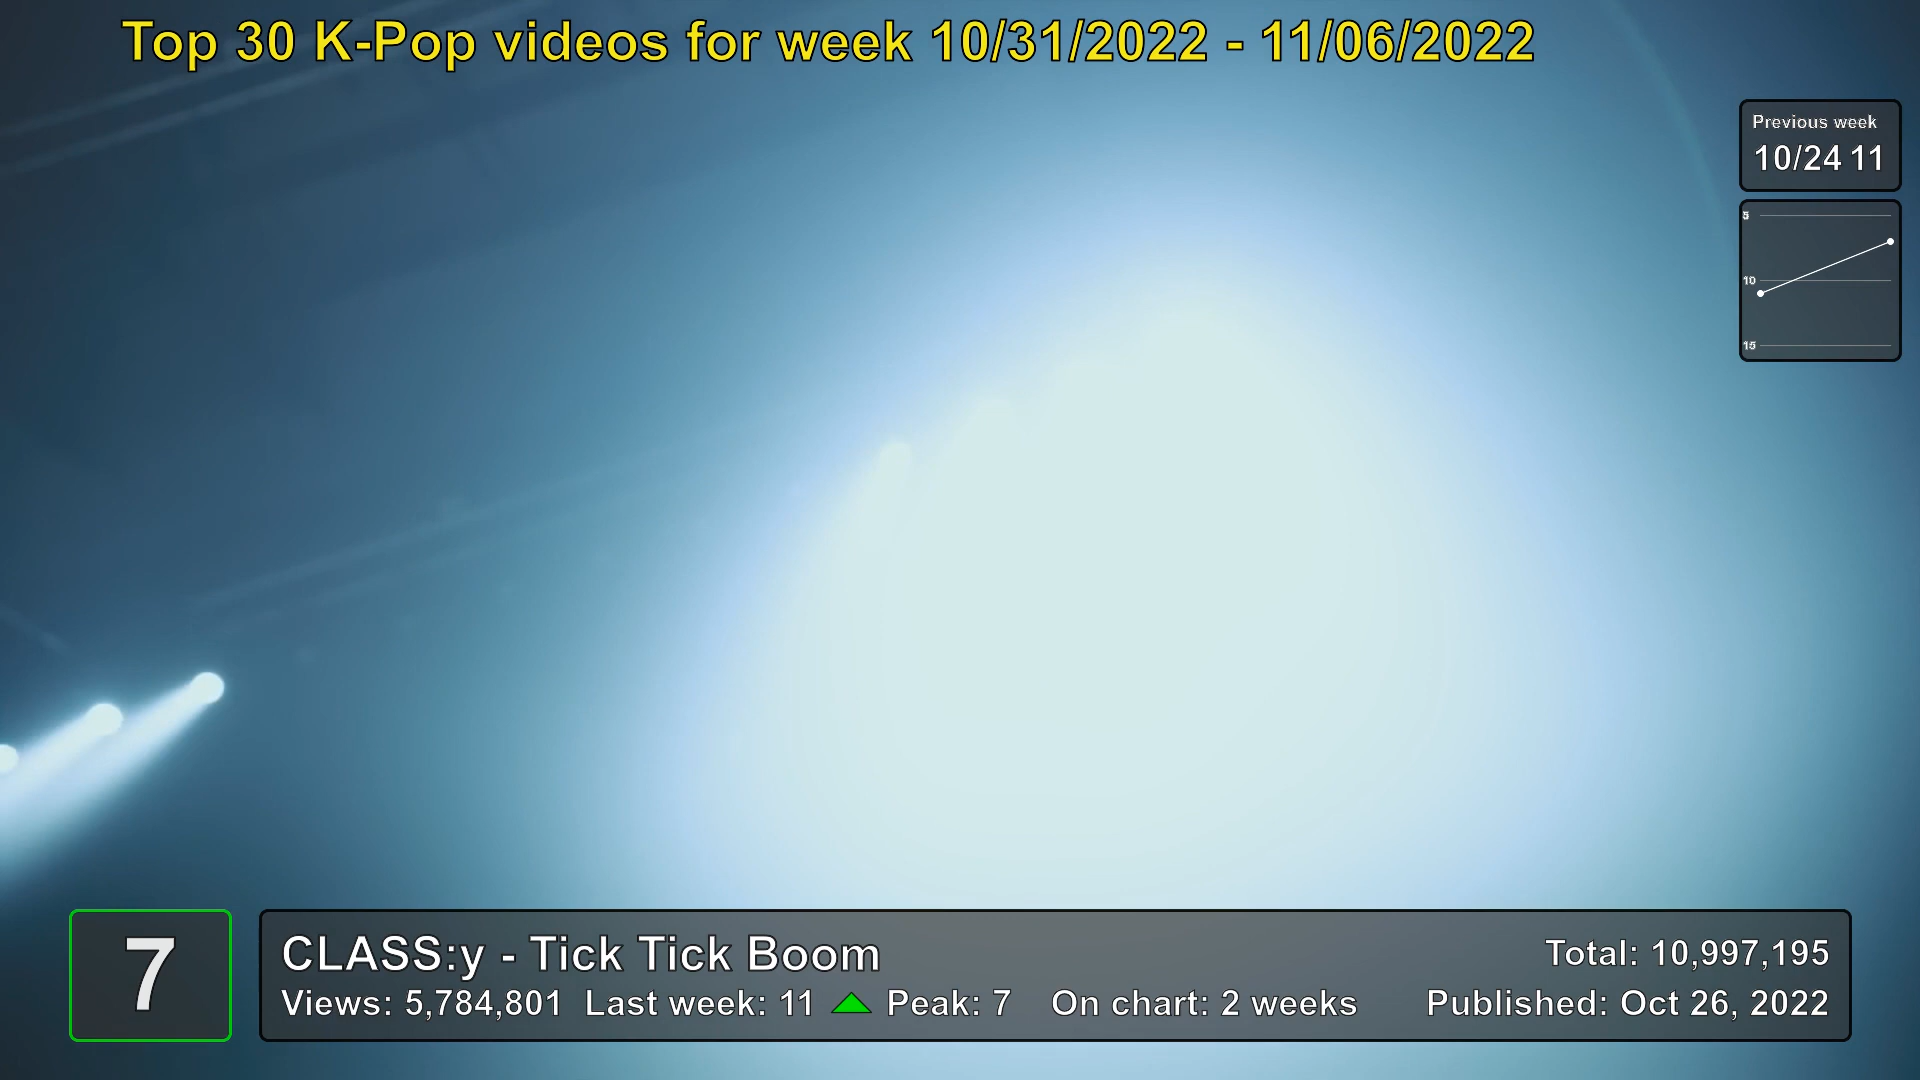 Top 30 K-Pop videos for week 10/31/2022 - 11/06/2022
Previous week
10/24 11
5
10
15
7
CLASS:y - Tick Tick Boom
Total: 10,997,195
Views: 5,784,801 Last week: 11 Peak: 7 On chart: 2 weeks Published: Oct 26, 2022